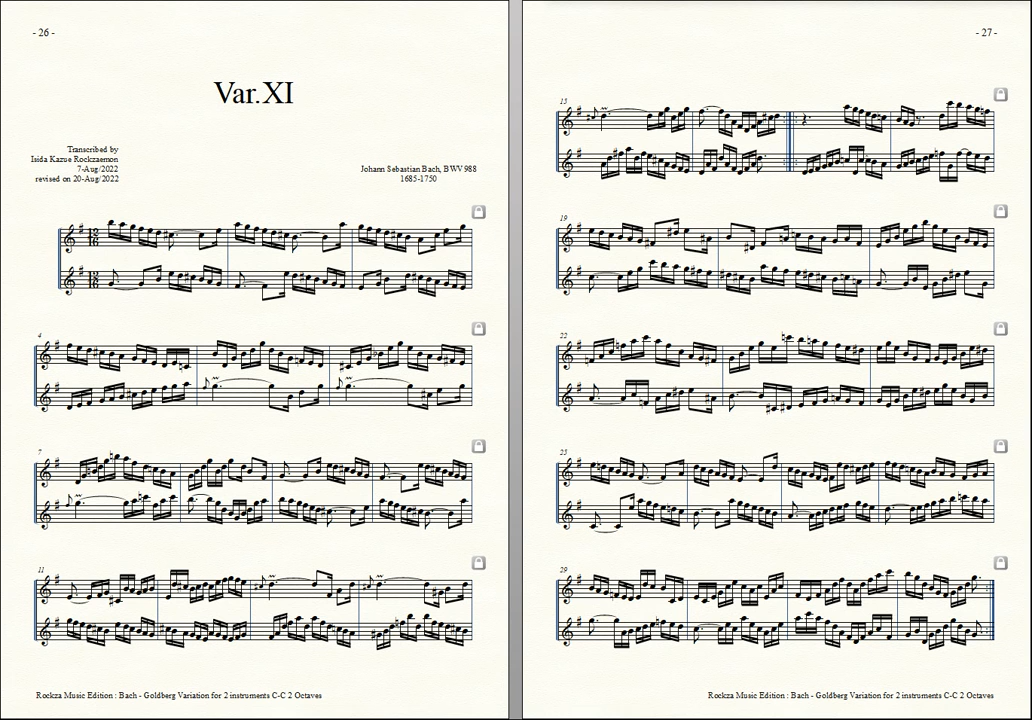 - 26 -
Var.XI
Transcribed by
Isida Kazue Rockzaemon
7-Aug/2022
revised on 20-Aug/2022
Johann Sebastian Bach, BWV 988
1685-1750
12
16
12
16
4
7
11
Rockza Music Edition : Bach - Goldberg Variation for 2 instruments C-C 2 Octaves
- 27 -
15
19
22
25
29
Rockza Music Edition : Bach - Goldberg Variation for 2 instruments C-C 2 Octaves